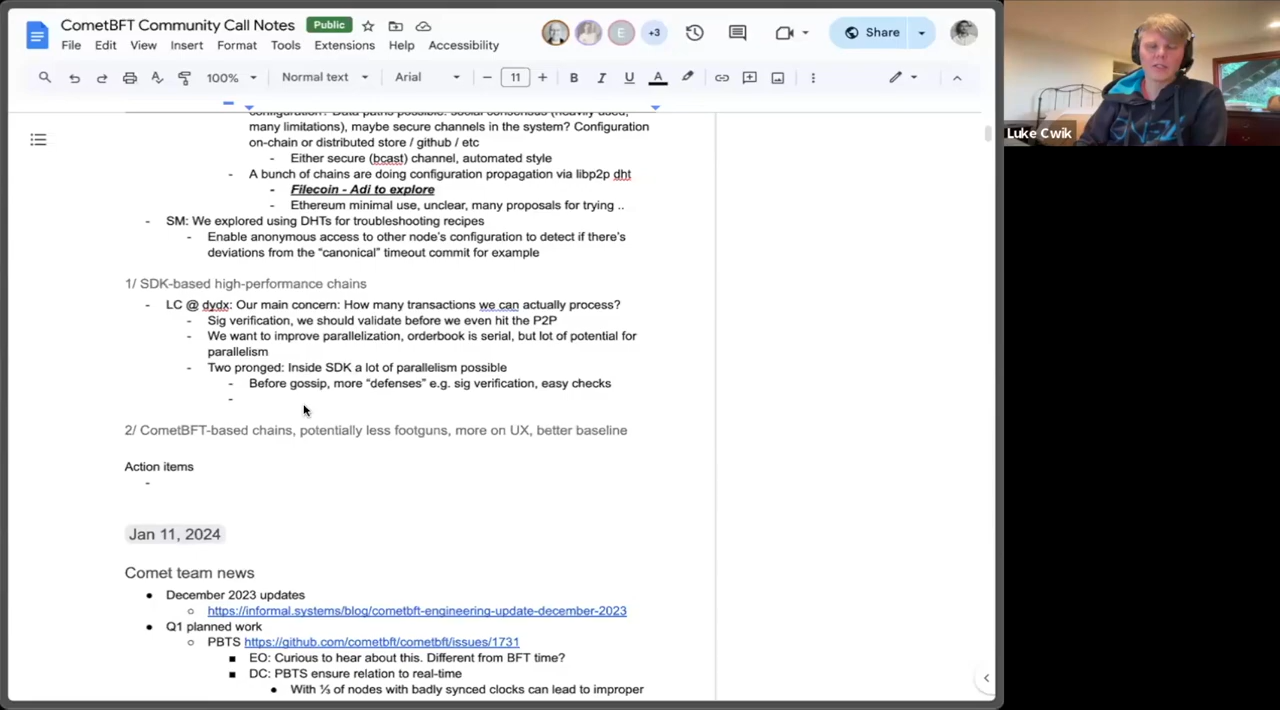 CometBFT Community Call Notes Public
File Edit View Insert Format Tools Extensions Help Accessibility
E +3 Share
100% Normal text Arial 11 B I U A
configuration? Data paths possible: social consensus (heavily used,
many limitations), maybe secure channels in the system? Configuration
on-chain or distributed store / github / etc
- Either secure (bcast) channel, automated style
- A bunch of chains are doing configuration propagation via libp2p dht
- Filecoin - Adi to explore
- Ethereum minimal use, unclear, many proposals for trying ..
- SM: We explored using DHTs for troubleshooting recipes
- Enable anonymous access to other node's configuration to detect if there's
deviations from the “canonical” timeout commit for example
1/ SDK-based high-performance chains
- LC @ dydx: Our main concern: How many transactions we can actually process?
- Sig verification, we should validate before we even hit the P2P
- We want to improve parallelization, orderbook is serial, but lot of potential for
parallelism
- Two pronged: Inside SDK a lot of parallelism possible
- Before gossip, more “defenses” e.g. sig verification, easy checks
-
2/ CometBFT-based chains, potentially less footguns, more on UX, better baseline
Action items
-
Jan 11, 2024
Comet team news
● December 2023 updates
○ https://informal.systems/blog/cometbft-engineering-update-december-2023
● Q1 planned work
○ PBTS https://github.com/cometbft/cometbft/issues/1731
■ EO: Curious to hear about this. Different from BFT time?
■ DC: PBTS ensure relation to real-time
● With ⅓ of nodes with badly synced clocks can lead to improper
Luke Cwik